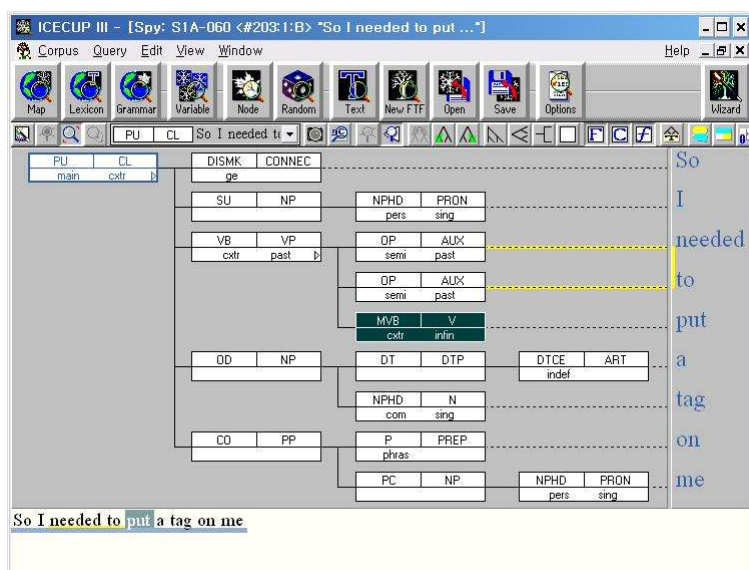 ICECUP III - [Spy: S1A-060 <#203:1:B> "So I needed to put ..."]
Corpus Query Edit View Window Help
Map Lexicon Grammar Variable Node Random Text New FTF Open Save Options Wizard
PU CL So I needed to
PU CL DISMK CONNEC So
main cxtr ge
SU NP NPHD PRON I
pers sing
VB VP OP AUX needed
cxtr past semi past
OP AUX to
semi past
MVB V put
cxtr infin
OD NP DT DTP DTCE ART a
indef
NPHD N tag
com sing
CO PP P PREP on
phras
PC NP NPHD PRON me
pers sing
So I needed to put a tag on me